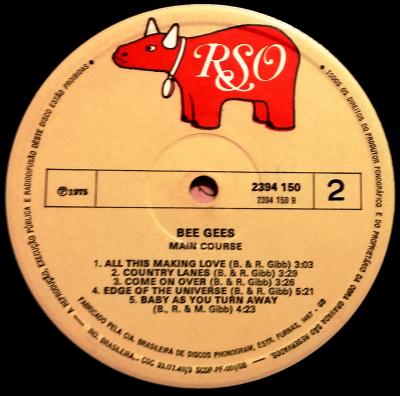 RSO
℗1975
2394 150
2394 150 B
2
BEE GEES
MAIN COURSE
1. ALL THIS MAKING LOVE (B. & R. Gibb) 3:03
2. COUNTRY LANES (B. & R. Gibb) 3:29
3. COME ON OVER (B. & R. Gibb) 3:26
4. EDGE OF THE UNIVERSE (B. & R. Gibb) 5:21
5. BABY AS YOU TURN AWAY
(B., R. & M. Gibb) 4:23
• TODOS OS DIREITOS DO PRODUTOR FONOGRÁFICO E DO PROPRIETÁRIO DA OBRA GRAVADA SÃO RESERVADOS.
• A REPRODUÇÃO, EXECUÇÃO PÚBLICA E RADIODIFUSÃO DESTE DISCO ESTÃO PROIBIDAS •
FABRICADO PELA CIA. BRASILEIRA DE DISCOS PHONOGRAM, ESTR. FURNAS,
IND. BRASILEIRA